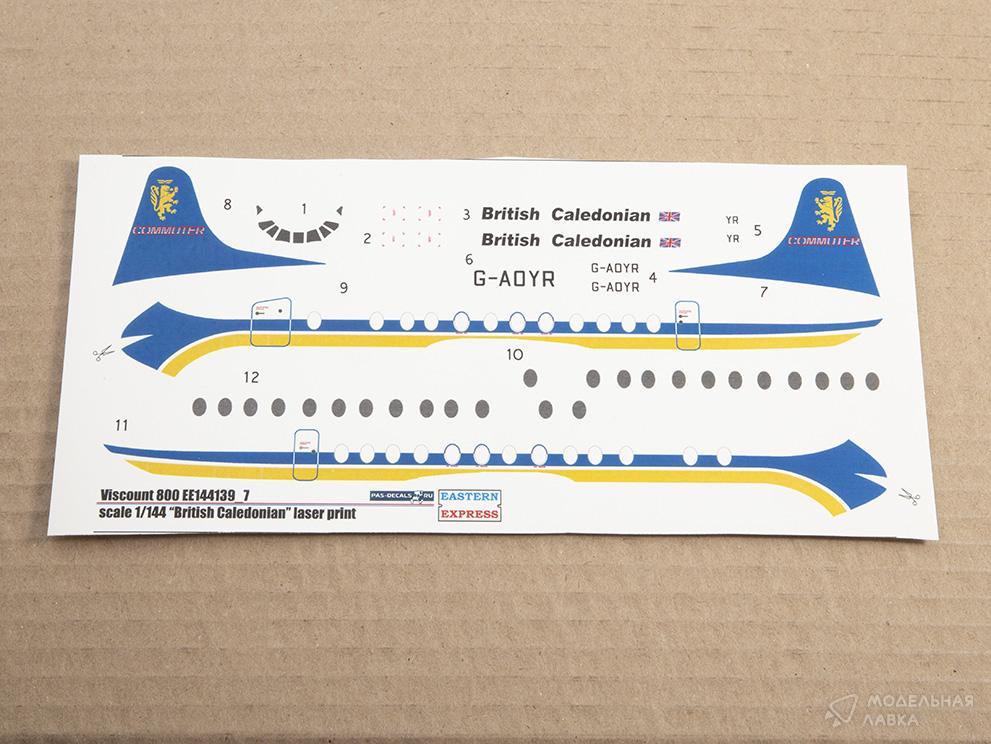 8
1
3
British Caledonian
YR
COMMUTER
2
British Caledonian
YR
5
COMMUTER
6
G-AOYR
G-AOYR
G-AOYR
4
9
7
10
12
11
Viscount 800 EE144139_7
scale 1/144 "British Caledonian" laser print
PAS-DECALS RU
EASTERN
EXPRESS
МОДЕЛЬНАЯ
ЛАВКА